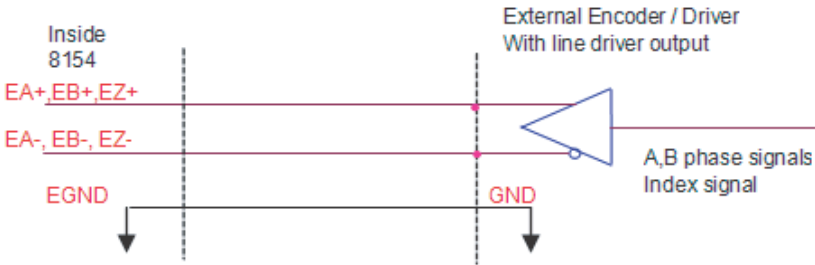 External Encoder / Driver
With line driver output
Inside
8154
EA+,EB+,EZ+
EA-, EB-, EZ-
A,B phase signals
Index signal
EGND
GND